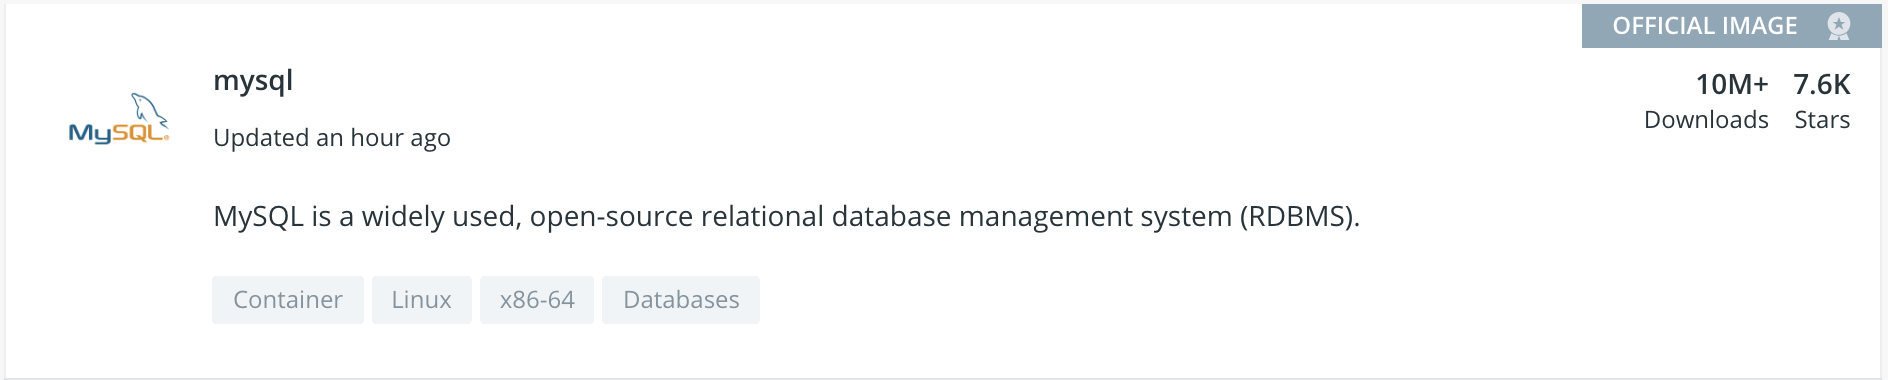 OFFICIAL IMAGE
mysql
10M+ 7.6K
Downloads Stars
MySQL®
Updated an hour ago
MySQL is a widely used, open-source relational database management system (RDBMS).
Container Linux x86-64 Databases